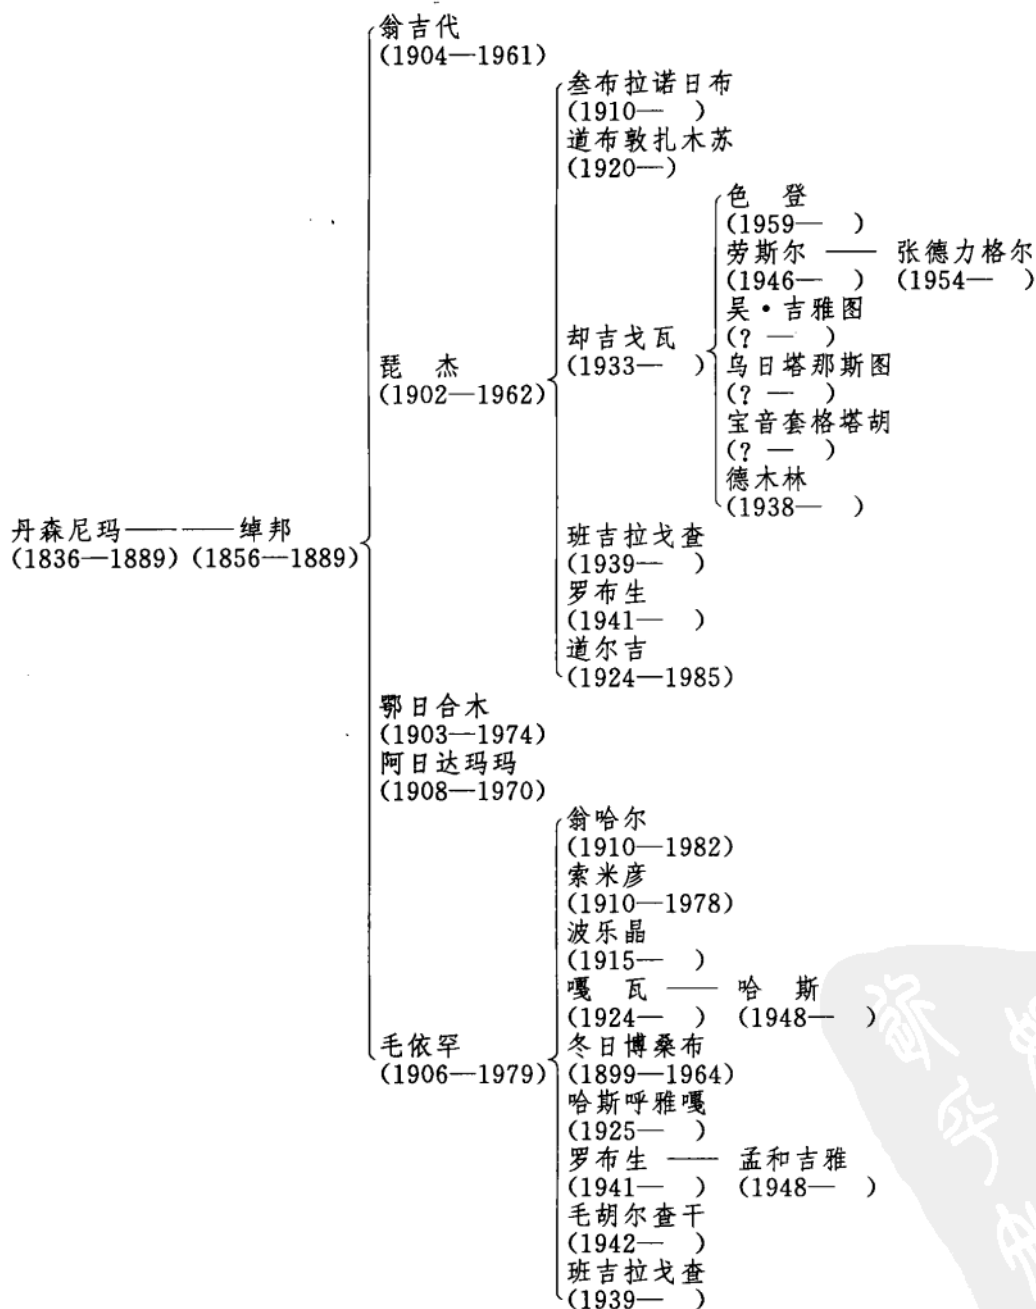 翁吉代
(1904—1961)
叁布拉诺日布
(1910—　)
道布敦扎木苏
(1920—)
色　登
(1959—　)
劳斯尔 —— 张德力格尔
(1946—　) (1954—　)
吴·吉雅图
(? —　)
却吉戈瓦
(1933—　)
琶　杰
(1902—1962)
乌日塔那斯图
(? —　)
宝音套格塔胡
(? —　)
德木林
(1938—　)
丹森尼玛—— ——绰邦
(1836—1889) (1856—1889)
班吉拉戈查
(1939—　)
罗布生
(1941—　)
道尔吉
(1924—1985)
鄂日合木
(1903—1974)
阿日达玛玛
(1908—1970)
翁哈尔
(1910—1982)
索米彦
(1910—1978)
波乐晶
(1915—　)
嘎　瓦 —— 哈　斯
(1924—　) (1948—　)
毛依罕
(1906—1979)
冬日博桑布
(1899—1964)
哈斯呼雅嘎
(1925—　)
罗布生 —— 孟和吉雅
(1941—　) (1948—　)
毛胡尔查干
(1942—　)
班吉拉戈查
(1939—　)